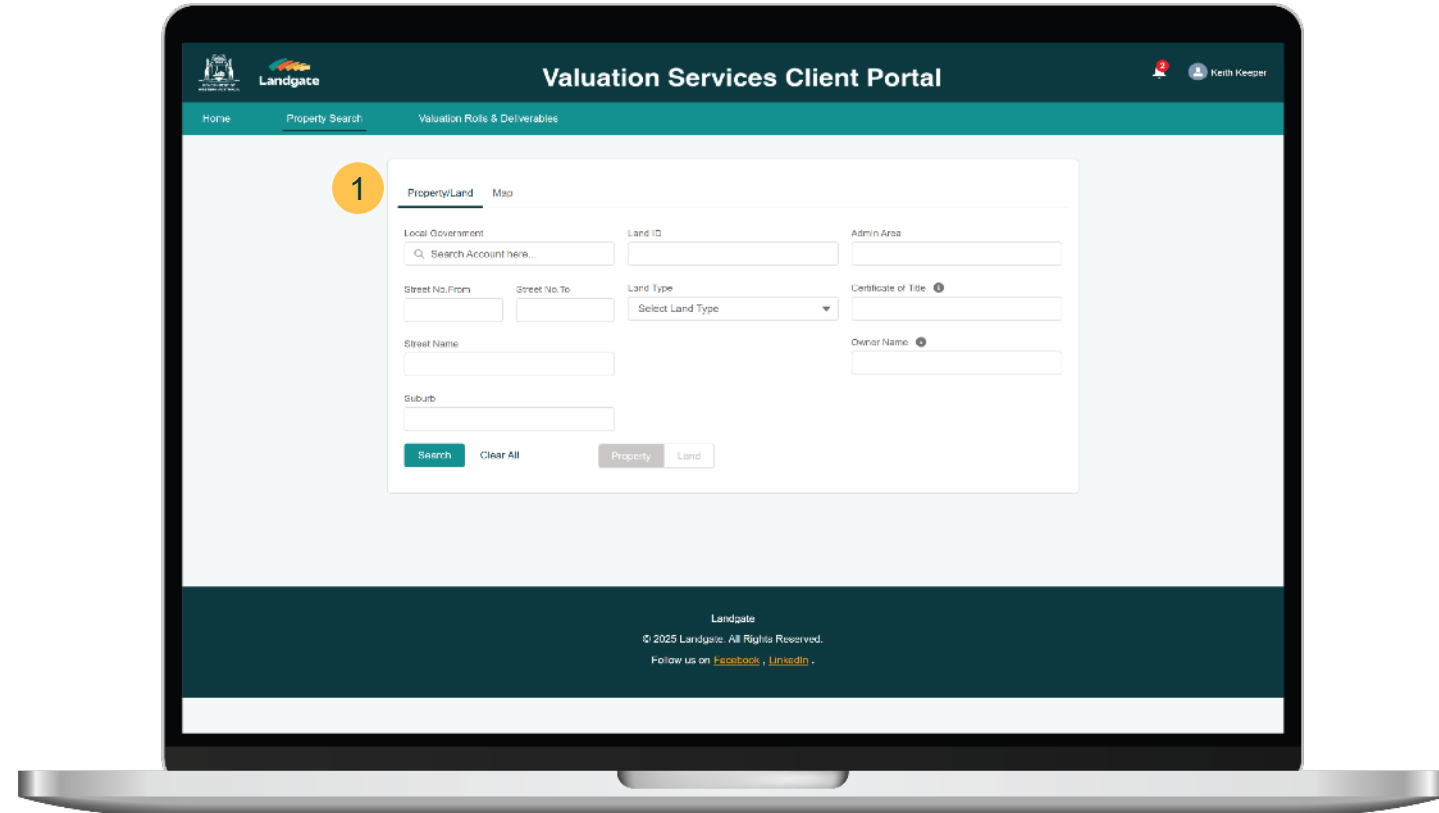 Landgate
Valuation Services Client Portal
2
Keith Keeper
Home
Property Search
Valuation Rolls & Deliverables
1
Property/Land
Map
Local Government
Land ID
Admin Area
Search Account here...
Street No.From
Street No.To
Land Type
Certificate of Title
Select Land Type
Street Name
Owner Name
Suburb
Search
Clear All
Property
Land
Landgate
© 2025 Landgate. All Rights Reserved.
Follow us on Facebook , LinkedIn .